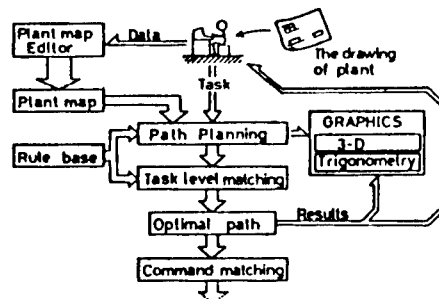 Plant map
Editor
Data
The drawing
of plant
Task
Plant map
GRAPHICS
3-D
Trigonometry
Path Planning
Rule base
Task level matching
Optimal path
Results
Command matching